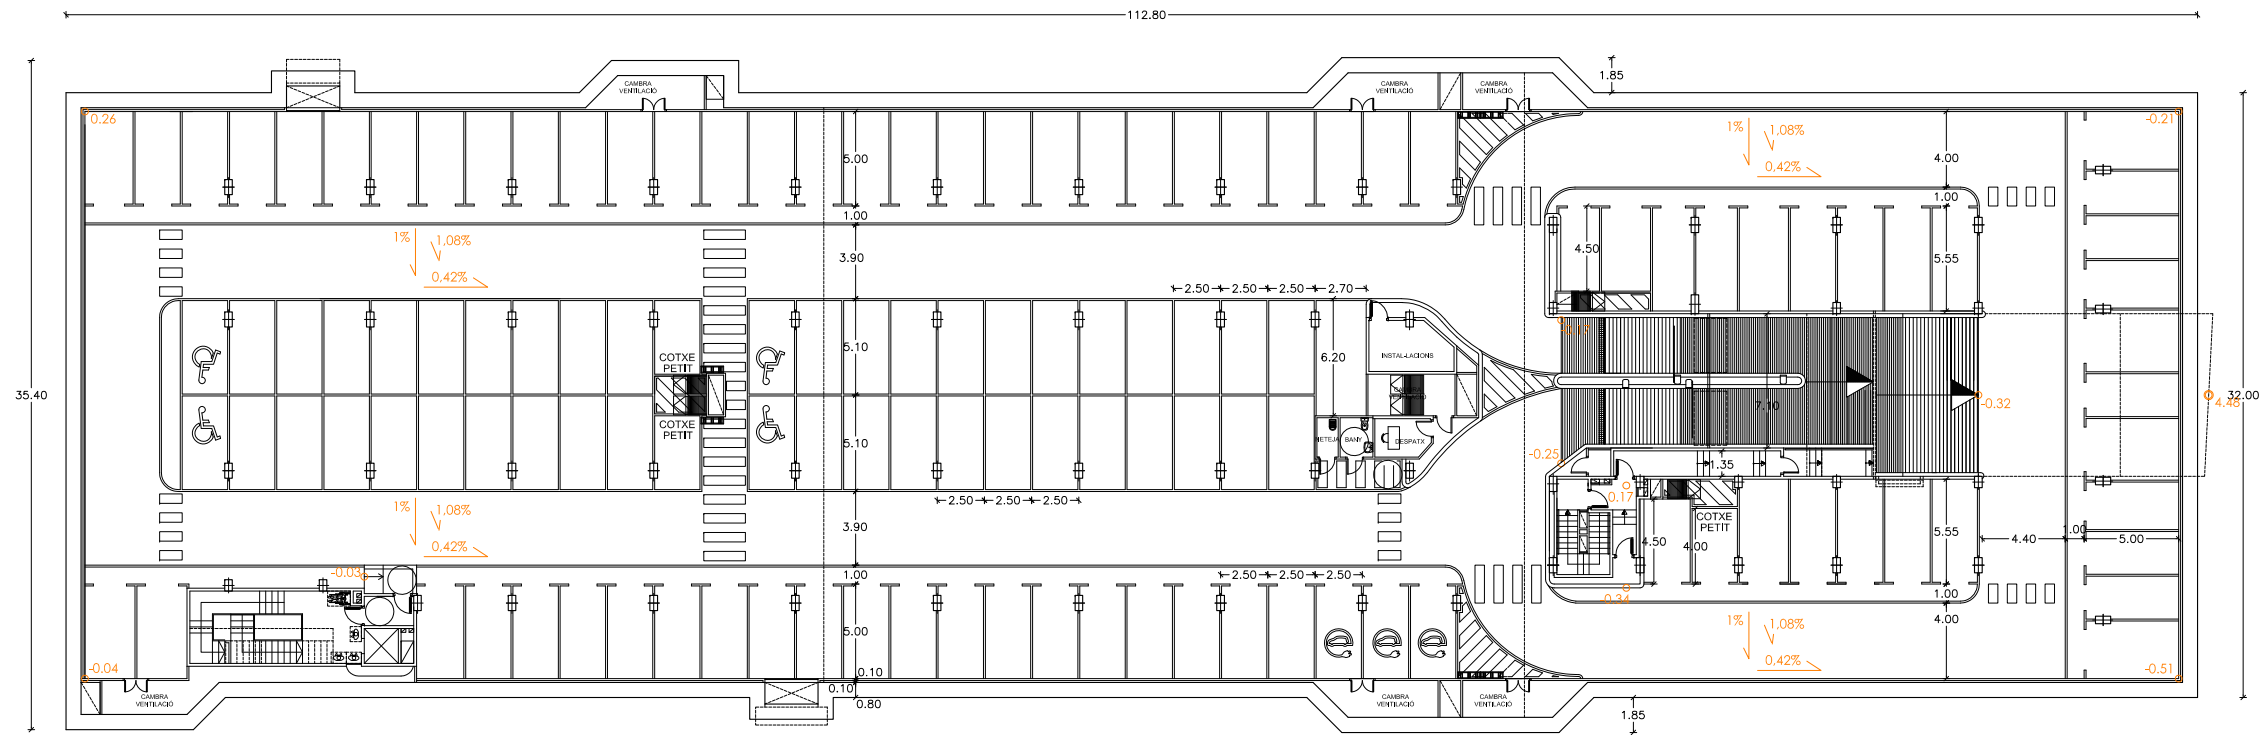 112.80
1.85
CAMBRA
VENTILACIÓ
CAMBRA
VENTILACIÓ
CAMBRA
VENTILACIÓ
0.26
-0.21
1%
1,08%
0,42%
5.00
4.00
1.00
1.00
1%
1,08%
0,42%
3.90
4.50
5.55
2.50
2.50
2.50
2.70
5.10
6.20
COTXE
PETIT
INSTAL·LACIONS
35.40
32.00
4.48
-0.32
7.10
COTXE
PETIT
NETEJA
BANY
DESPATX
5.10
-0.25
1.35
2.50
2.50
2.50
0.17
1%
1,08%
0,42%
3.90
COTXE
PETIT
4.50
4.00
5.55
1.00
4.40
5.00
-0.03
1.00
2.50
2.50
2.50
-0.34
1.00
5.00
1%
1,08%
0,42%
4.00
-0.04
0.10
0.10
0.80
-0.51
CAMBRA
VENTILACIÓ
CAMBRA
VENTILACIÓ
CAMBRA
VENTILACIÓ
1.85